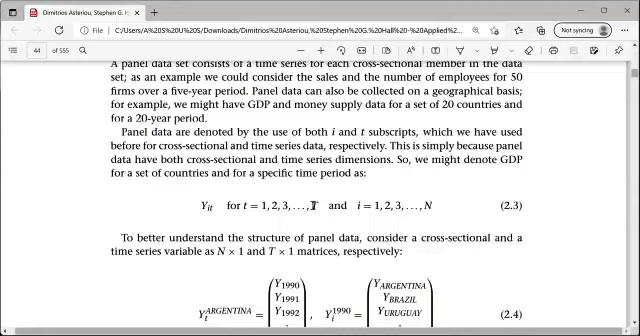 Dimitrios Asteriou, Stephen G. H
File | C:/Users/A%20S%20U%20S/Downloads/Dimitrios%20Asteriou,%20Stephen%20G.%20Hall%20-%20Applied%2...
Not syncing
44 of 555
A panel data set consists of a time series for each cross-sectional member in the data
set; as an example we could consider the sales and the number of employees for 50
firms over a five-year period. Panel data can also be collected on a geographical basis;
for example, we might have GDP and money supply data for a set of 20 countries and
for a 20-year period.
Panel data are denoted by the use of both i and t subscripts, which we have used
before for cross-sectional and time series data, respectively. This is simply because panel
data have both cross-sectional and time series dimensions. So, we might denote GDP
for a set of countries and for a specific time period as:
Y_it for t = 1, 2, 3, . . . , T and i = 1, 2, 3, . . . , N (2.3)
To better understand the structure of panel data, consider a cross-sectional and a
time series variable as N × 1 and T × 1 matrices, respectively:
Y_1990 Y_ARGENTINA
Y_1991 Y_BRAZIL
Y_t^ARGENTINA = Y_1992 , Y_i^1990 = Y_URUGUAY (2.4)